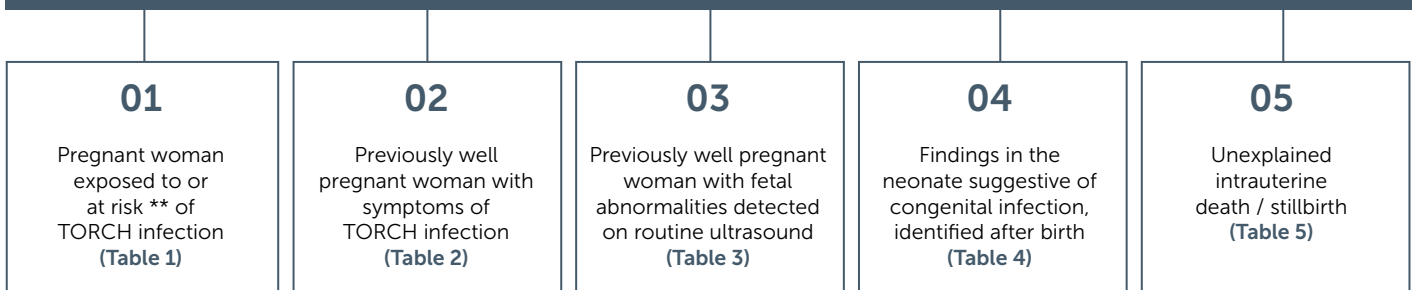 01
Pregnant woman
exposed to or
at risk ** of
TORCH infection
(Table 1)
02
Previously well
pregnant woman with
symptoms of
TORCH infection
(Table 2)
03
Previously well pregnant
woman with fetal
abnormalities detected
on routine ultrasound
(Table 3)
04
Findings in the
neonate suggestive of
congenital infection,
identified after birth
(Table 4)
05
Unexplained
intrauterine
death / stillbirth
(Table 5)